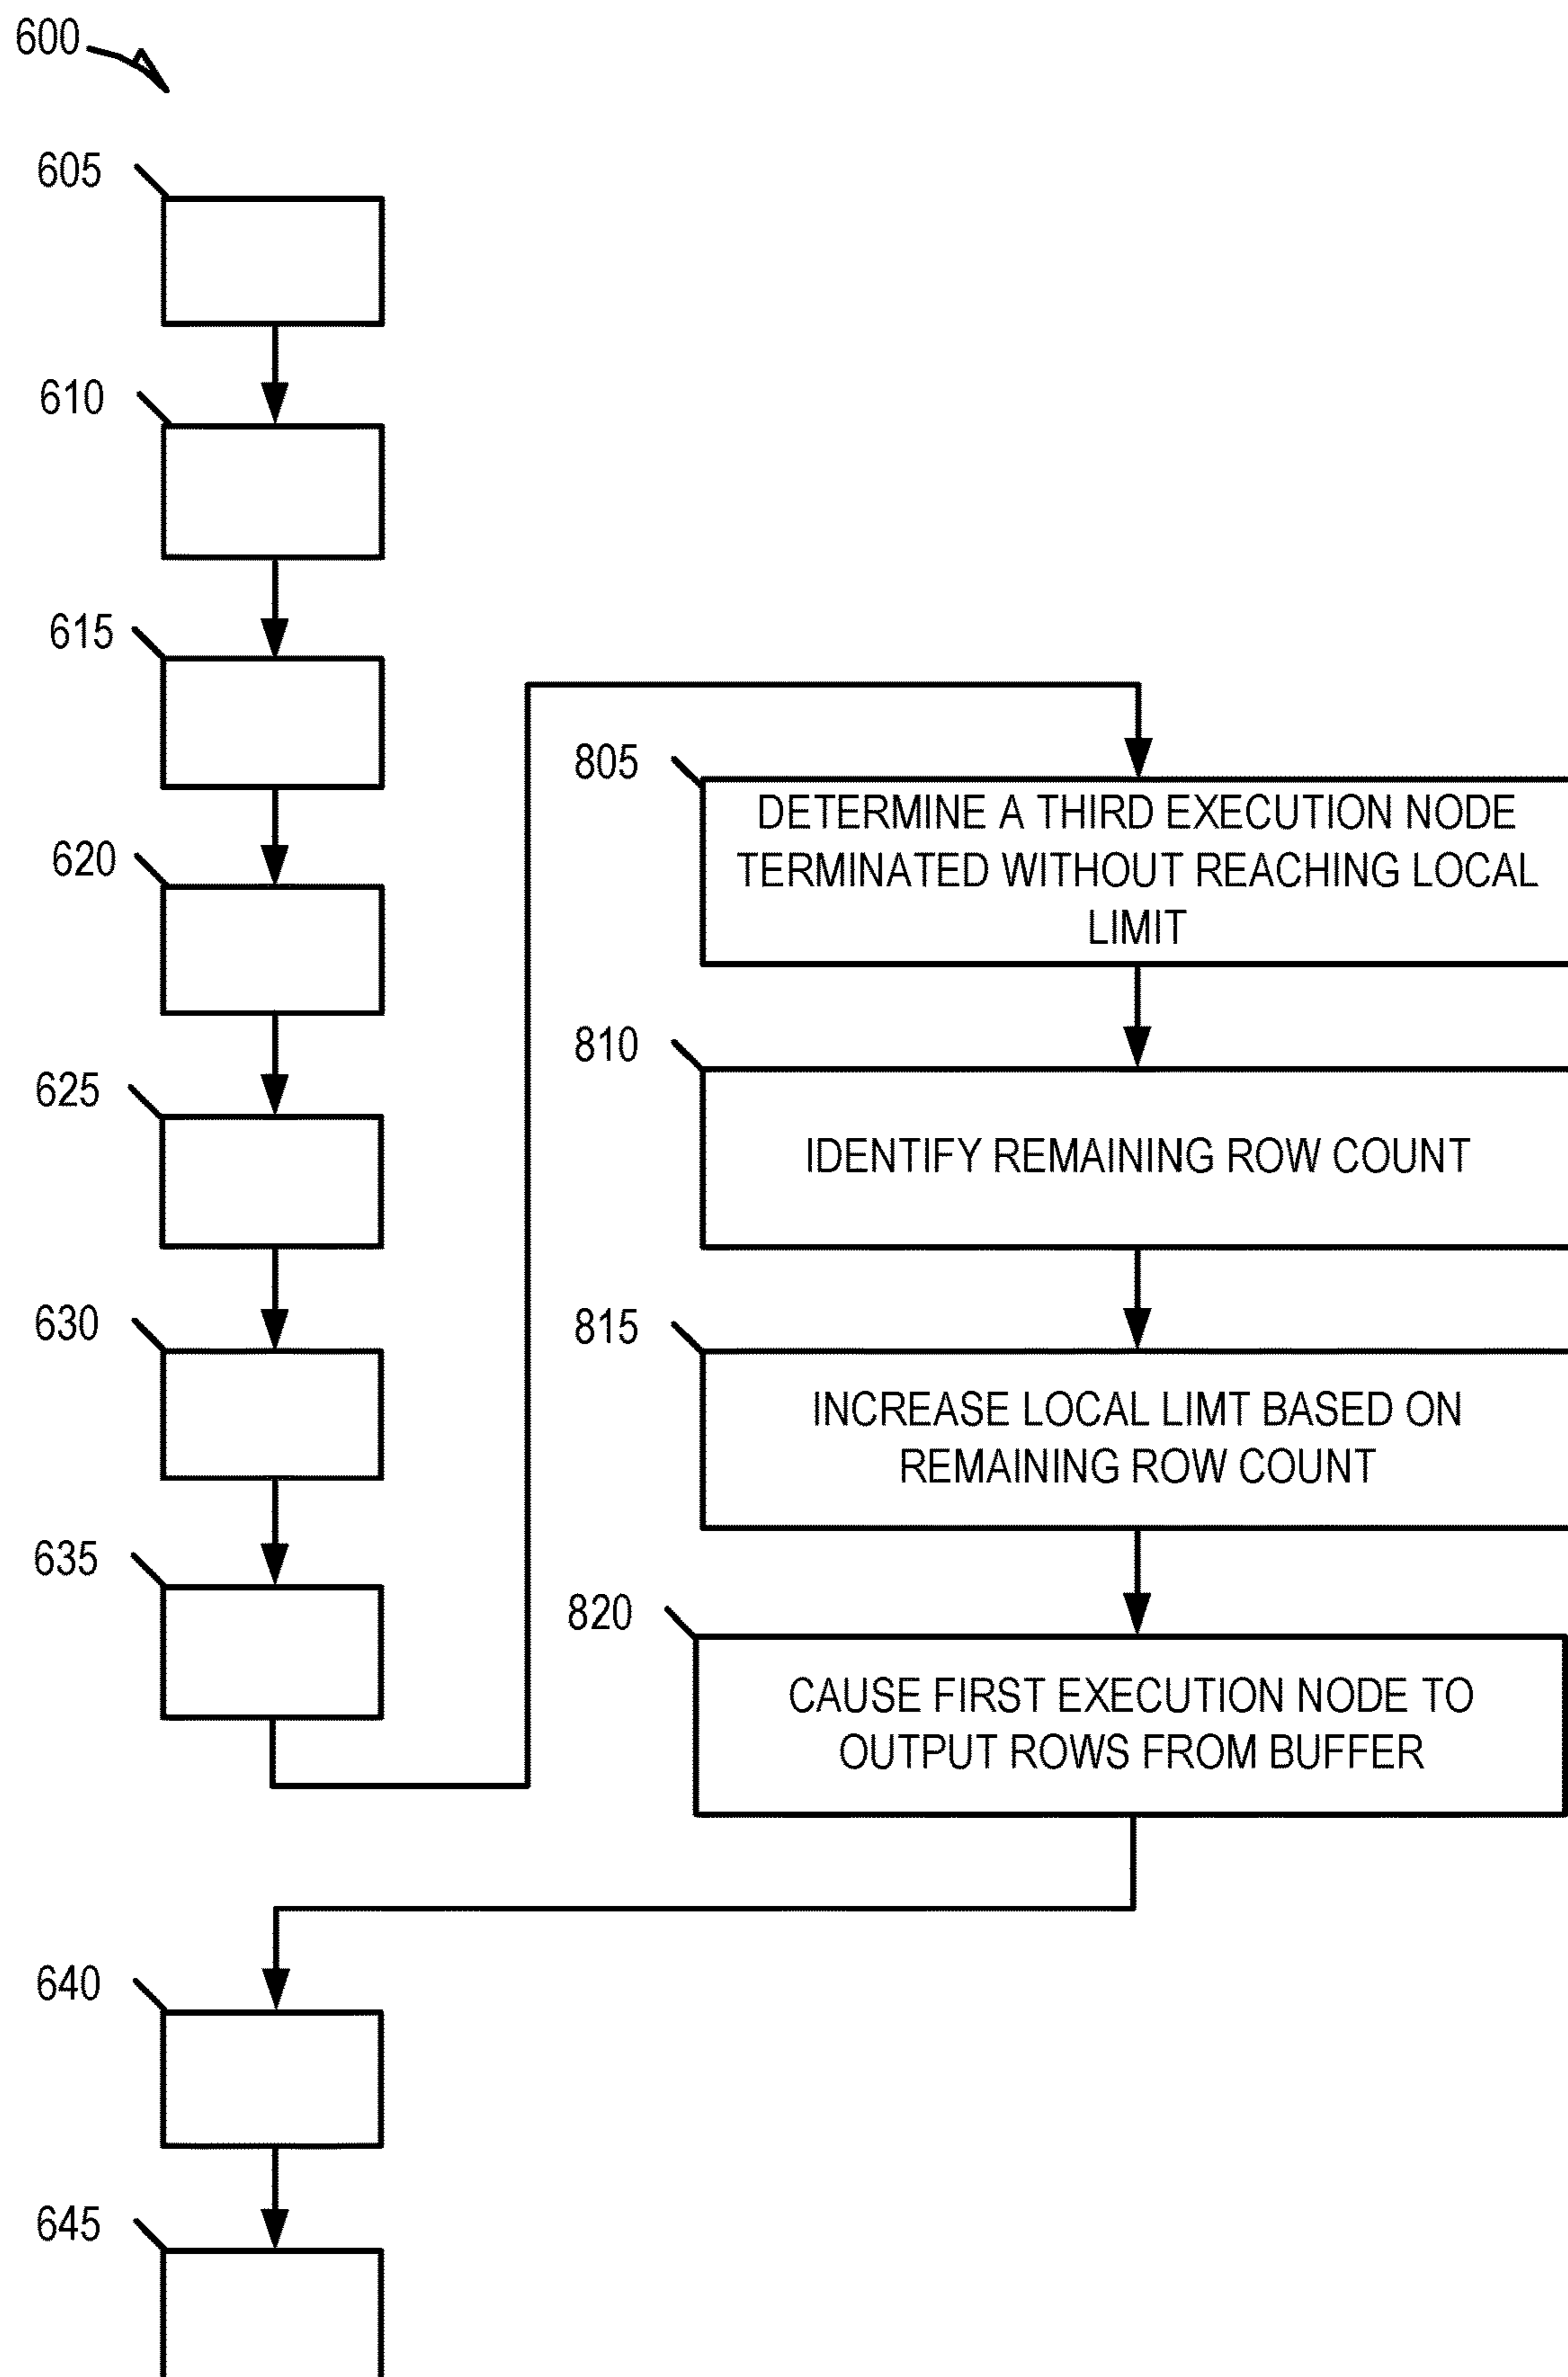 600
605
610
615
620
625
630
635
805
DETERMINE A THIRD EXECUTION NODE
TERMINATED WITHOUT REACHING LOCAL
LIMIT
810
IDENTIFY REMAINING ROW COUNT
815
INCREASE LOCAL LIMT BASED ON
REMAINING ROW COUNT
820
CAUSE FIRST EXECUTION NODE TO
OUTPUT ROWS FROM BUFFER
640
645